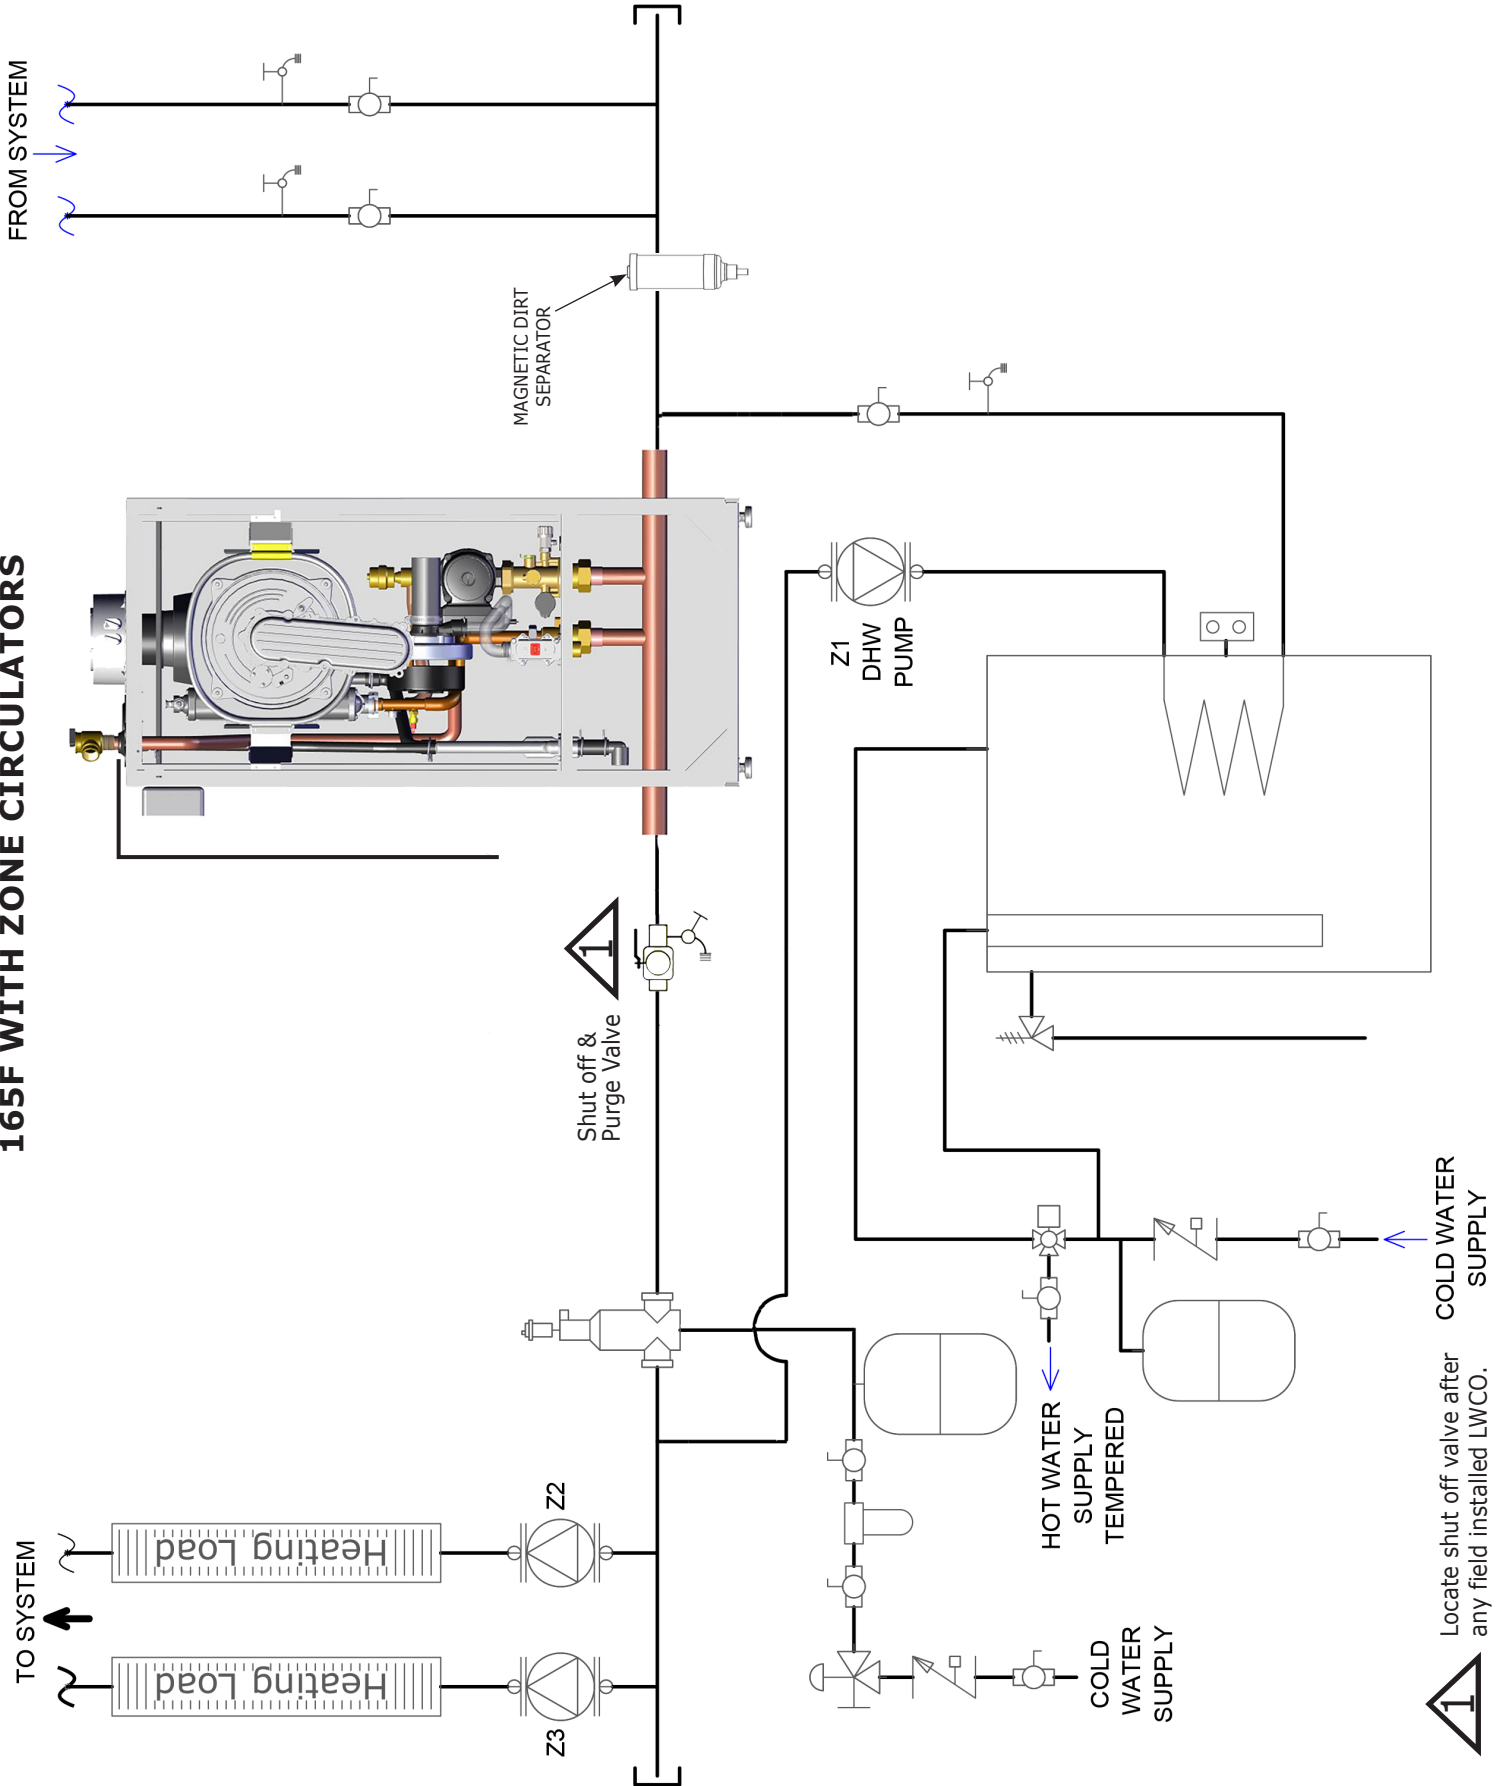 165F WITH ZONE CIRCULATORS
TO SYSTEM
FROM SYSTEM
Heating Load
Heating Load
Z3
Z2
MAGNETIC DIRT
SEPARATOR
Shut off &
Purge Valve
1
Z1
DHW
PUMP
COLD
WATER
SUPPLY
HOT WATER
SUPPLY
TEMPERED
COLD WATER
SUPPLY
1
Locate shut off valve after
any field installed LWCO.